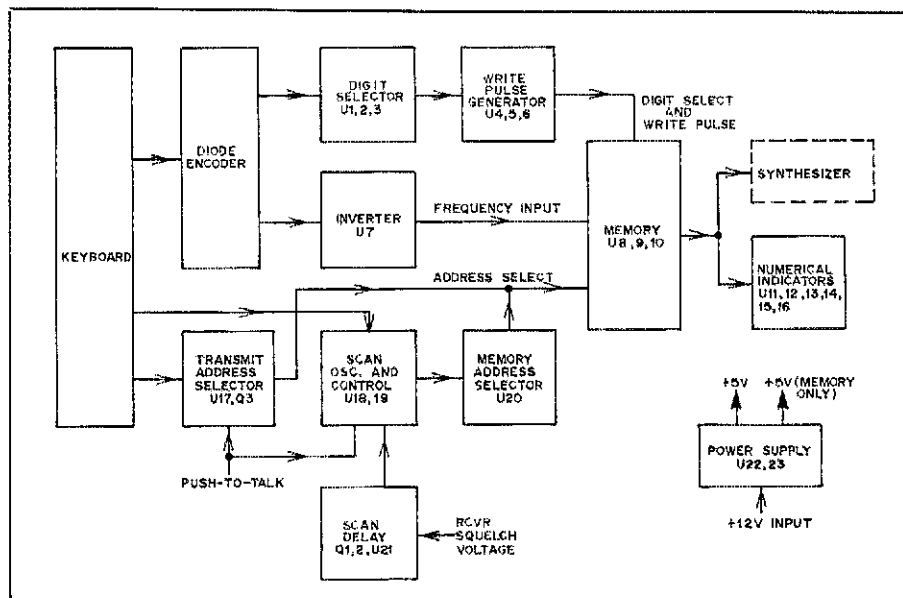 KEYBOARD
DIODE
ENCODER
DIGIT
SELECTOR
U1, 2, 3
WRITE
PULSE
GENERATOR
U4, 5, 6
DIGIT SELECT
AND
WRITE PULSE
INVERTER
U7
FREQUENCY INPUT
MEMORY
U8, 9, 10
SYNTHESIZER
NUMERICAL
INDICATORS
U11, 12, 13, 14,
15, 16
ADDRESS SELECT
TRANSMIT
ADDRESS
SELECTOR
U17, Q3
SCAN
OSC. AND
CONTROL
U18, 19
MEMORY
ADDRESS
SELECTOR
U20
PUSH-TO-TALK
SCAN
DELAY
Q1, 2, U21
RCVR
SQUELCH
VOLTAGE
+5V
+5V (MEMORY
ONLY)
POWER SUPPLY
U22, 23
+12V INPUT